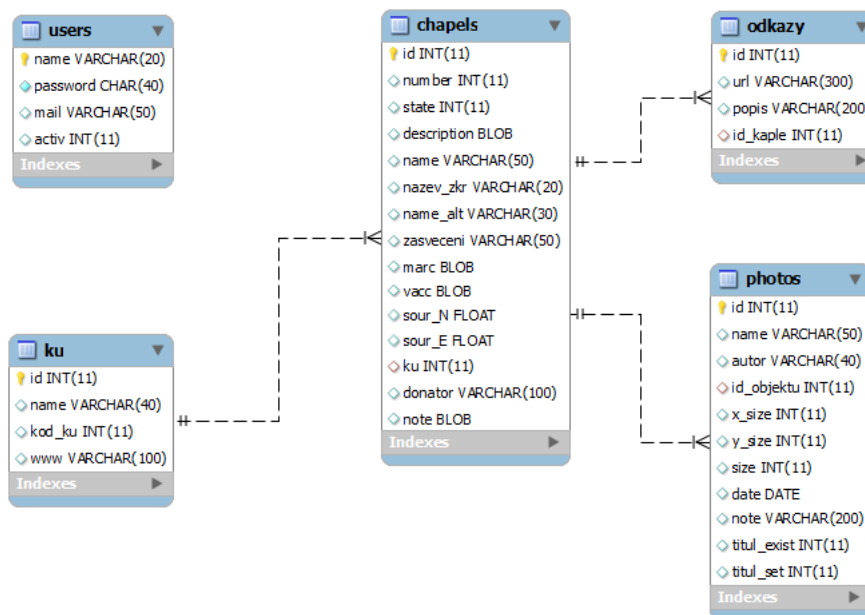 users
name VARCHAR(20)
password CHAR(40)
mail VARCHAR(50)
activ INT(11)
Indexes
ku
id INT(11)
name VARCHAR(40)
kod_ku INT(11)
www VARCHAR(100)
Indexes
chapels
id INT(11)
number INT(11)
state INT(11)
description BLOB
name VARCHAR(50)
nazev_zkr VARCHAR(20)
name_alt VARCHAR(30)
zasveceni VARCHAR(50)
marc BLOB
vacc BLOB
sour_N FLOAT
sour_E FLOAT
ku INT(11)
donator VARCHAR(100)
note BLOB
Indexes
odkazy
id INT(11)
url VARCHAR(300)
popis VARCHAR(200
id_kaple INT(11)
Indexes
photos
id INT(11)
name VARCHAR(50)
autor VARCHAR(40)
id_objektu INT(11)
x_size INT(11)
y_size INT(11)
size INT(11)
date DATE
note VARCHAR(200)
titul_exist INT(11)
titul_set INT(11)
Indexes